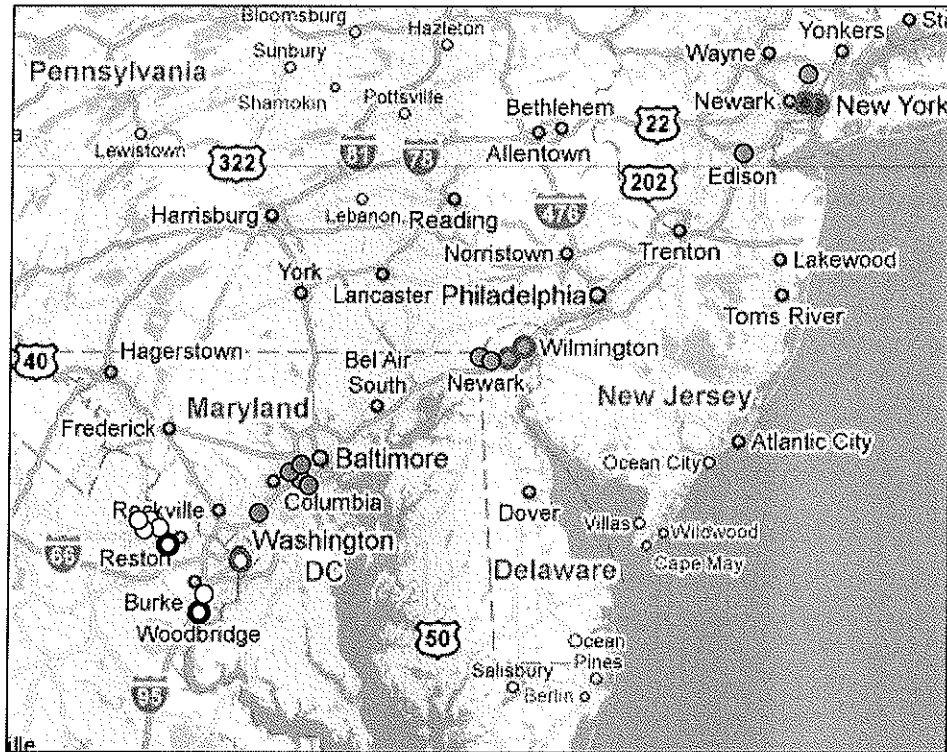 Bloomsburg
Hazleton
Sta
Sunbury
Wayne
Yonkers
Pennsylvania
Shamokin
Pottsville
Newark
New York
Bethlehem
22
a
Lewistown
322
81
78
Allentown
202
Edison
Harrisburg
Lebanon
Reading
476
Norristown
Trenton
Lakewood
York
Lancaster
Philadelphia
Toms River
40
Hagerstown
Bel Air
South
Newark
Wilmington
Maryland
New Jersey
Frederick
Baltimore
Atlantic City
Ocean City
Columbia
Rockville
Dover
Villas
Wildwood
66
Reston
Washington
DC
Delaware
Cape May
Burke
Woodbridge
50
Ocean
Pines
Salisbury
Berlin
95
ille